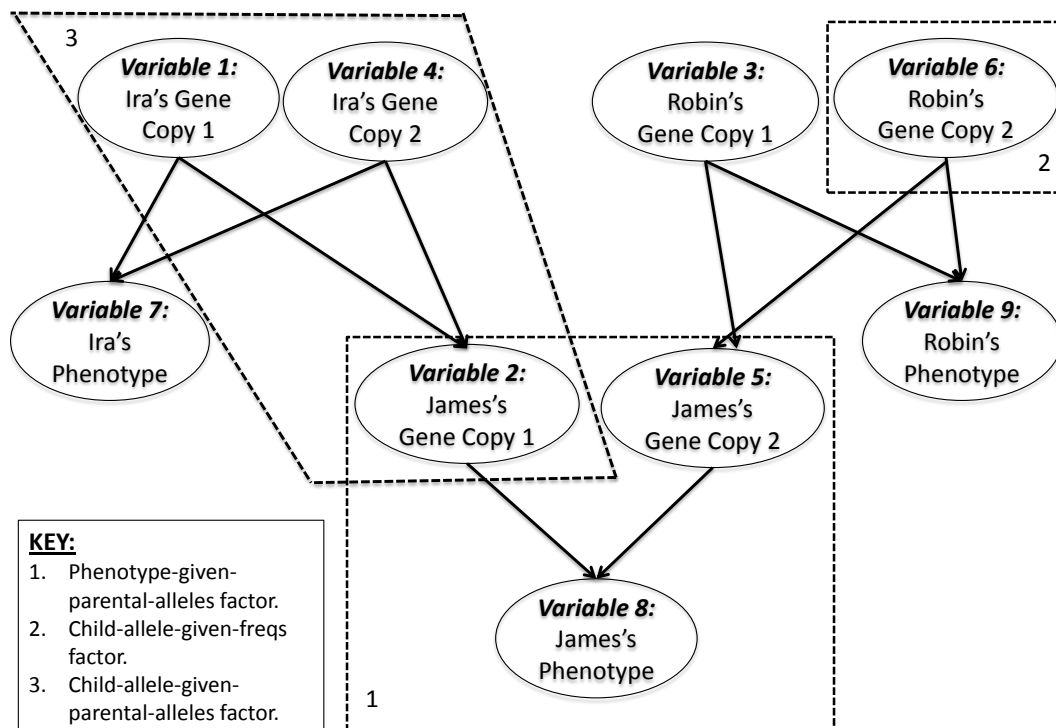 3
Variable 1:
Ira's Gene
Copy 1
Variable 4:
Ira's Gene
Copy 2
Variable 3:
Robin's
Gene Copy 1
Variable 6:
Robin's
Gene Copy 2
2
Variable 7:
Ira's
Phenotype
Variable 9:
Robin's
Phenotype
Variable 2:
James's
Gene Copy 1
Variable 5:
James's
Gene Copy 2
Variable 8:
James's
Phenotype
1
KEY:
1. Phenotype-given-
parental-alleles factor.
2. Child-allele-given-freqs
factor.
3. Child-allele-given-
parental-alleles factor.